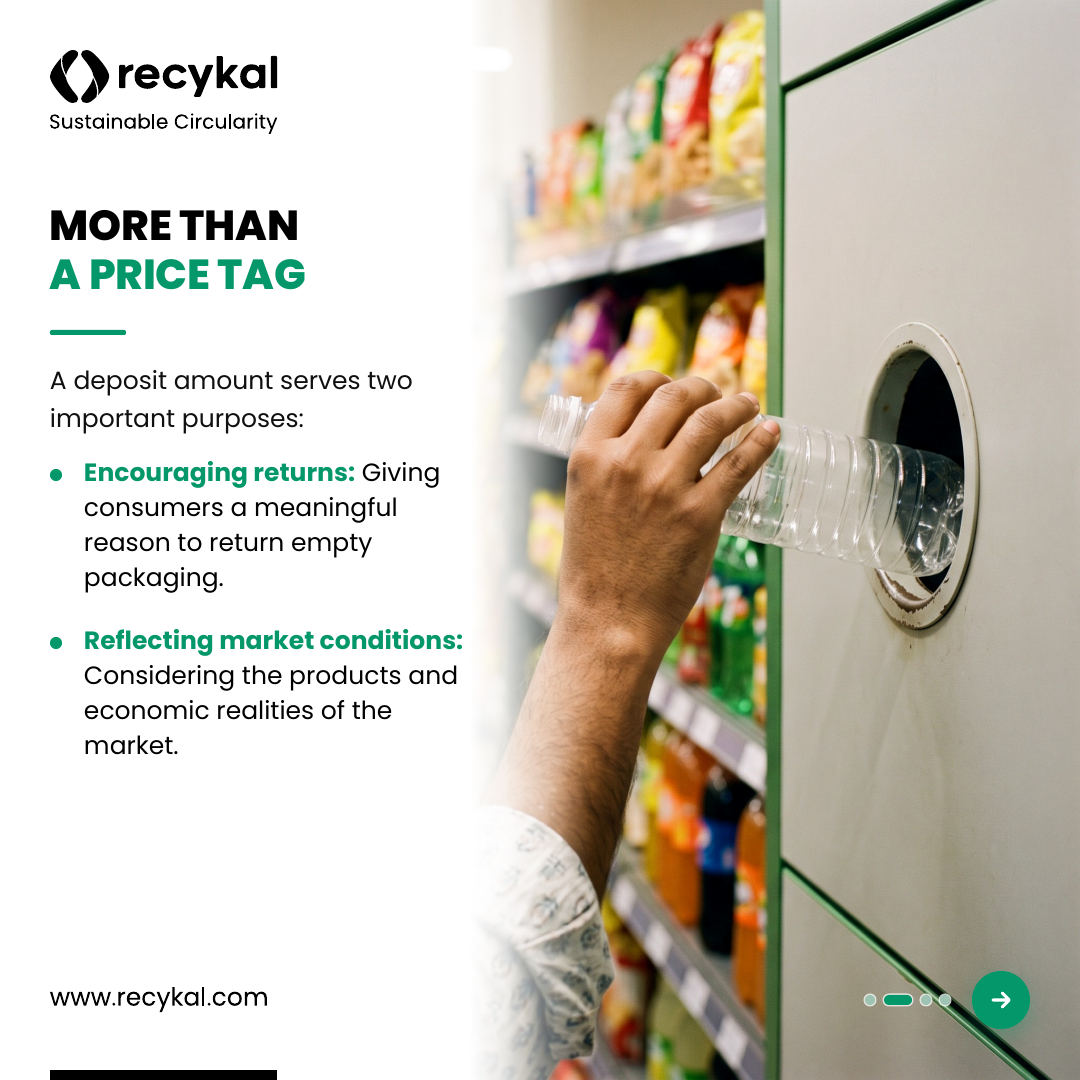 recykal
Sustainable Circularity
MORE THAN
A PRICE TAG
A deposit amount serves two
important purposes:
Encouraging returns: Giving
consumers a meaningful
reason to return empty
packaging.
Reflecting market conditions:
Considering the products and
economic realities of the
market.
www.recykal.com